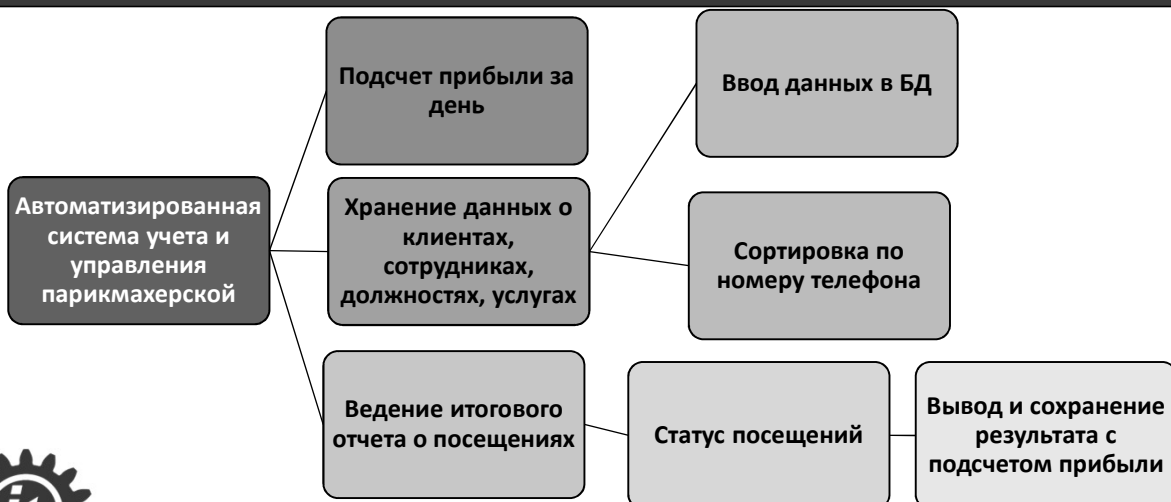 Подсчет прибыли за
день
Ввод данных в БД
Автоматизированная
система учета и
управления
парикмахерской
Хранение данных о
клиентах,
сотрудниках,
должностях, услугах
Сортировка по
номеру телефона
Ведение итогового
отчета о посещениях
Статус посещений
Вывод и сохранение
результата с
подсчетом прибыли